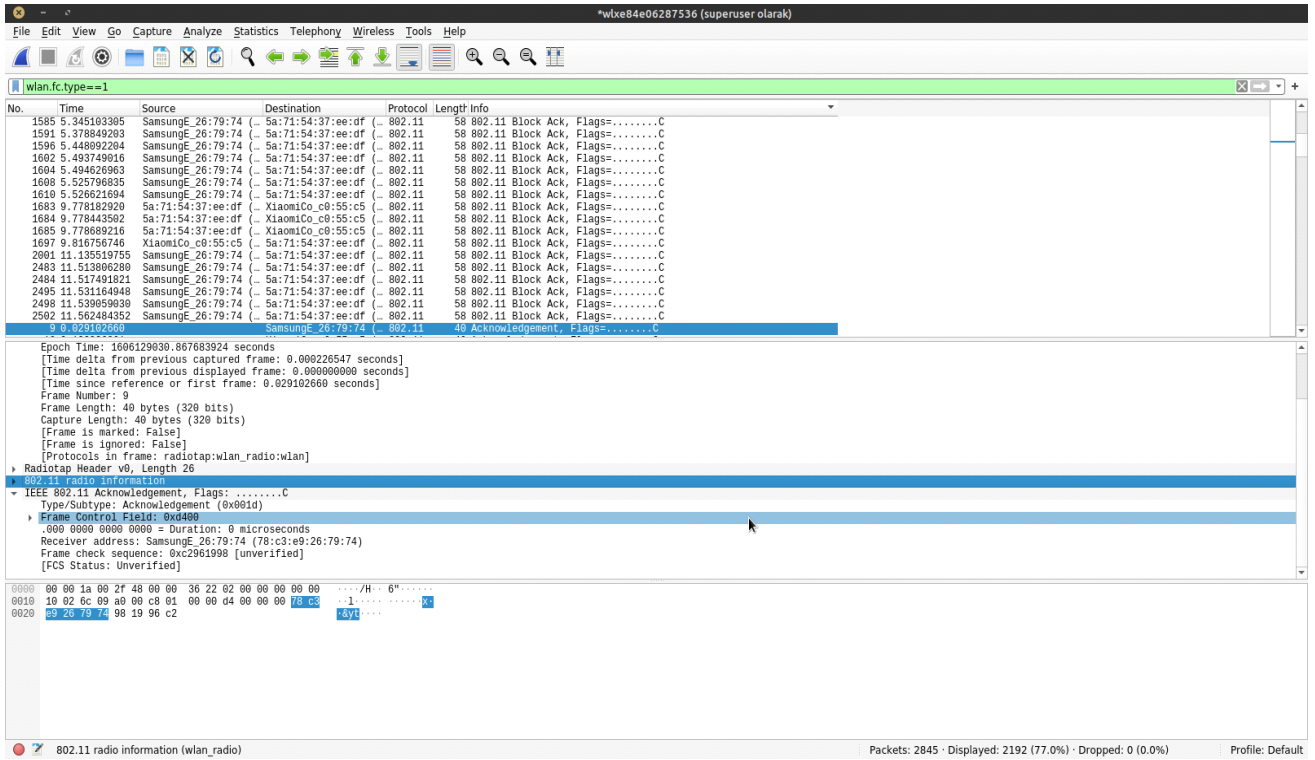 *wlxe84e06287536 (superuser olarak)
File Edit View Go Capture Analyze Statistics Telephony Wireless Tools Help
wlan.fc.type==1
No. Time Source Destination Protocol Length Info
1585 5.345103305 SamsungE_26:79:74 (… 5a:71:54:37:ee:df (… 802.11 58 802.11 Block Ack, Flags=........C
1591 5.378849203 SamsungE_26:79:74 (… 5a:71:54:37:ee:df (… 802.11 58 802.11 Block Ack, Flags=........C
1596 5.448092204 SamsungE_26:79:74 (… 5a:71:54:37:ee:df (… 802.11 58 802.11 Block Ack, Flags=........C
1602 5.493749016 SamsungE_26:79:74 (… 5a:71:54:37:ee:df (… 802.11 58 802.11 Block Ack, Flags=........C
1604 5.494626963 SamsungE_26:79:74 (… 5a:71:54:37:ee:df (… 802.11 58 802.11 Block Ack, Flags=........C
1608 5.525796835 SamsungE_26:79:74 (… 5a:71:54:37:ee:df (… 802.11 58 802.11 Block Ack, Flags=........C
1610 5.526621694 SamsungE_26:79:74 (… 5a:71:54:37:ee:df (… 802.11 58 802.11 Block Ack, Flags=........C
1683 9.778182920 5a:71:54:37:ee:df (… XiaomiCo_c0:55:c5 (… 802.11 58 802.11 Block Ack, Flags=........C
1684 9.778443502 5a:71:54:37:ee:df (… XiaomiCo_c0:55:c5 (… 802.11 58 802.11 Block Ack, Flags=........C
1685 9.778689216 5a:71:54:37:ee:df (… XiaomiCo_c0:55:c5 (… 802.11 58 802.11 Block Ack, Flags=........C
1697 9.816756746 XiaomiCo_c0:55:c5 (… 5a:71:54:37:ee:df (… 802.11 58 802.11 Block Ack, Flags=........C
2001 11.135519755 SamsungE_26:79:74 (… 5a:71:54:37:ee:df (… 802.11 58 802.11 Block Ack, Flags=........C
2483 11.513806280 SamsungE_26:79:74 (… 5a:71:54:37:ee:df (… 802.11 58 802.11 Block Ack, Flags=........C
2484 11.517491821 SamsungE_26:79:74 (… 5a:71:54:37:ee:df (… 802.11 58 802.11 Block Ack, Flags=........C
2495 11.531164948 SamsungE_26:79:74 (… 5a:71:54:37:ee:df (… 802.11 58 802.11 Block Ack, Flags=........C
2498 11.539059030 SamsungE_26:79:74 (… 5a:71:54:37:ee:df (… 802.11 58 802.11 Block Ack, Flags=........C
2502 11.562484352 SamsungE_26:79:74 (… 5a:71:54:37:ee:df (… 802.11 58 802.11 Block Ack, Flags=........C
9 0.029102660 SamsungE_26:79:74 (… 802.11 40 Acknowledgement, Flags=........C
Epoch Time: 1606129030.867683924 seconds
[Time delta from previous captured frame: 0.000226547 seconds]
[Time delta from previous displayed frame: 0.000000000 seconds]
[Time since reference or first frame: 0.029102660 seconds]
Frame Number: 9
Frame Length: 40 bytes (320 bits)
Capture Length: 40 bytes (320 bits)
[Frame is marked: False]
[Frame is ignored: False]
[Protocols in frame: radiotap:wlan_radio:wlan]
Radiotap Header v0, Length 26
802.11 radio information
IEEE 802.11 Acknowledgement, Flags: ........C
Type/Subtype: Acknowledgement (0x001d)
Frame Control Field: 0xd400
.000 0000 0000 0000 = Duration: 0 microseconds
Receiver address: SamsungE_26:79:74 (78:c3:e9:26:79:74)
Frame check sequence: 0xc2961998 [unverified]
[FCS Status: Unverified]
0000 00 00 1a 00 2f 48 00 00 36 22 02 00 00 00 00 00 ····/H·· 6"······
0010 10 02 6c 09 a0 00 c8 01 00 00 d4 00 00 00 78 c3 ··l····· ······x·
0020 e9 26 79 74 98 19 96 c2 ·&yt····
802.11 radio information (wlan_radio) Packets: 2845 · Displayed: 2192 (77.0%) · Dropped: 0 (0.0%) Profile: Default